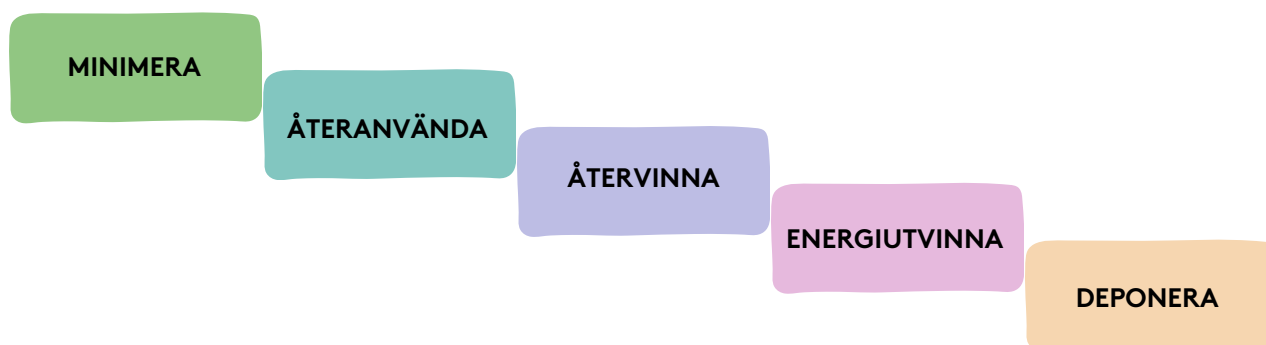 MINIMERA
ÅTERANVÄNDA
ÅTERVINNA
ENERGIUTVINNA
DEPONERA